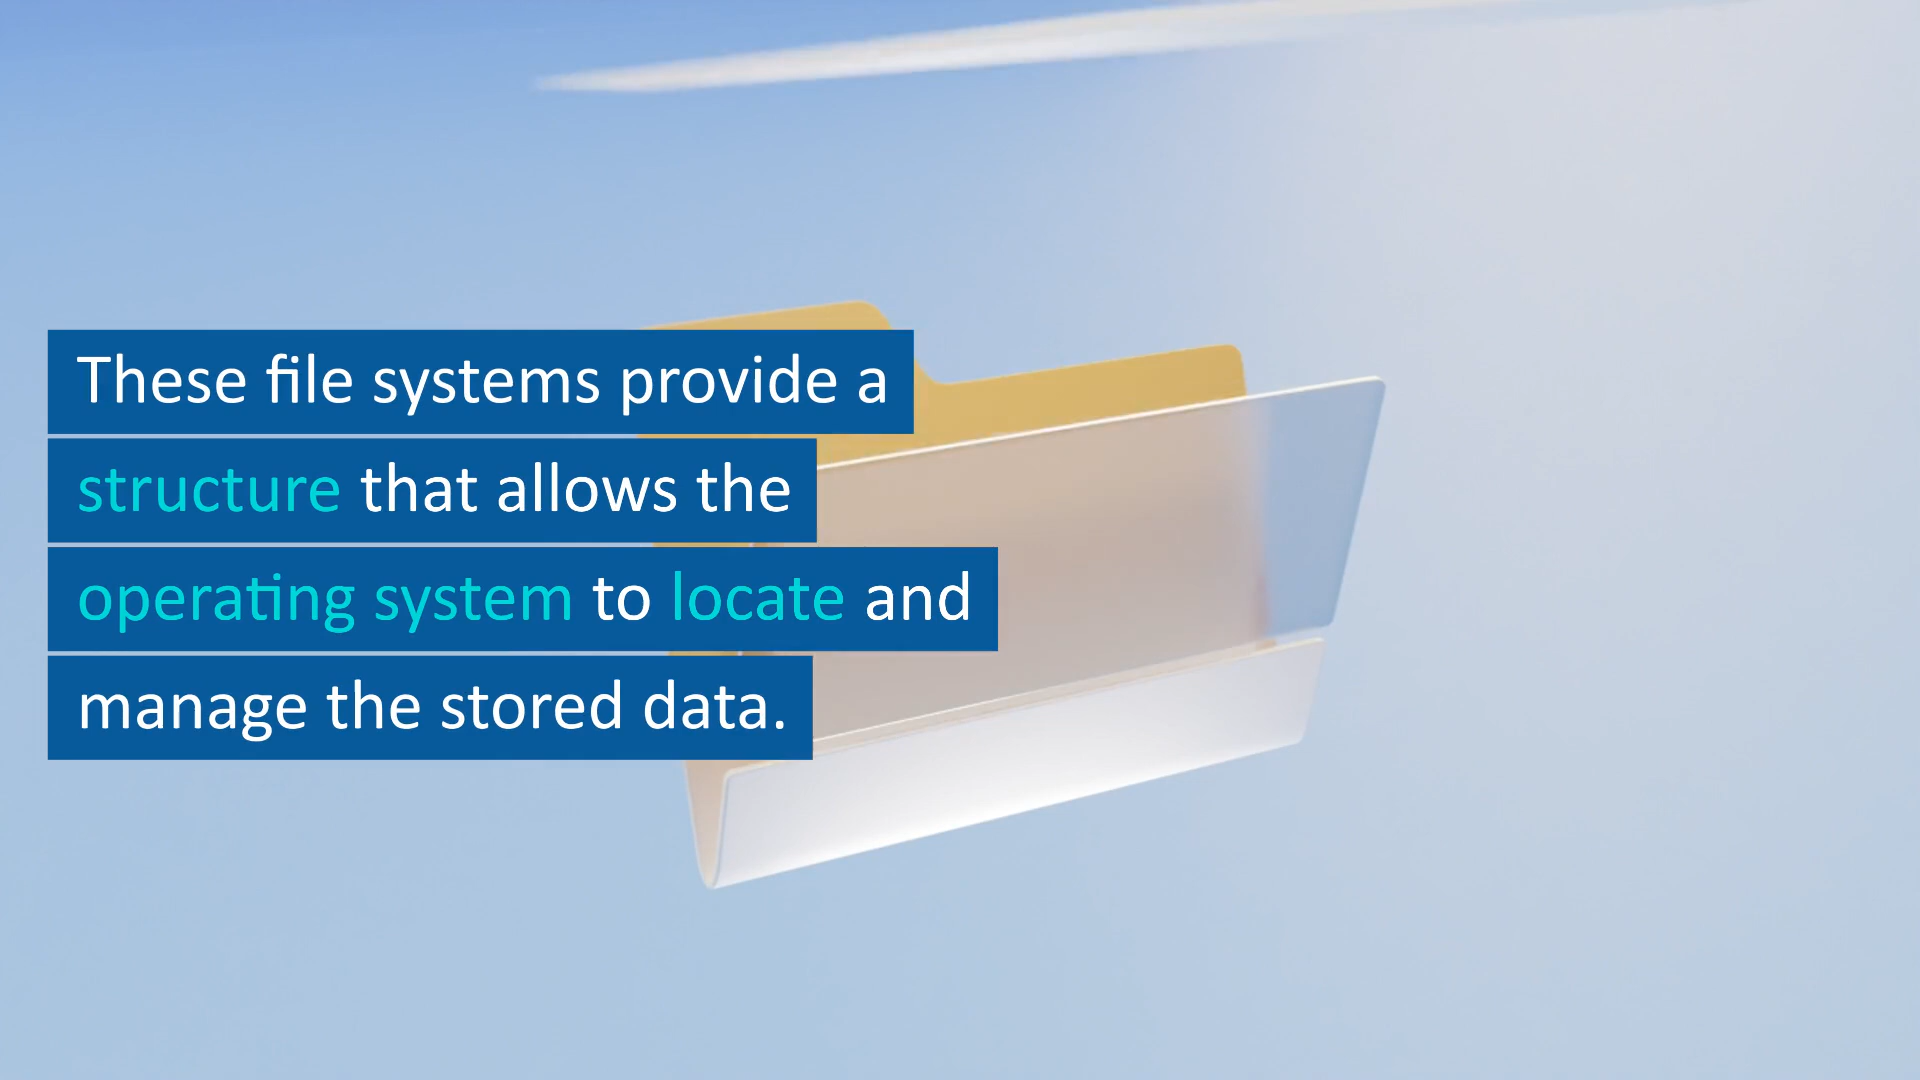 These file systems provide a
structure that allows the
operating system to locate and
manage the stored data.